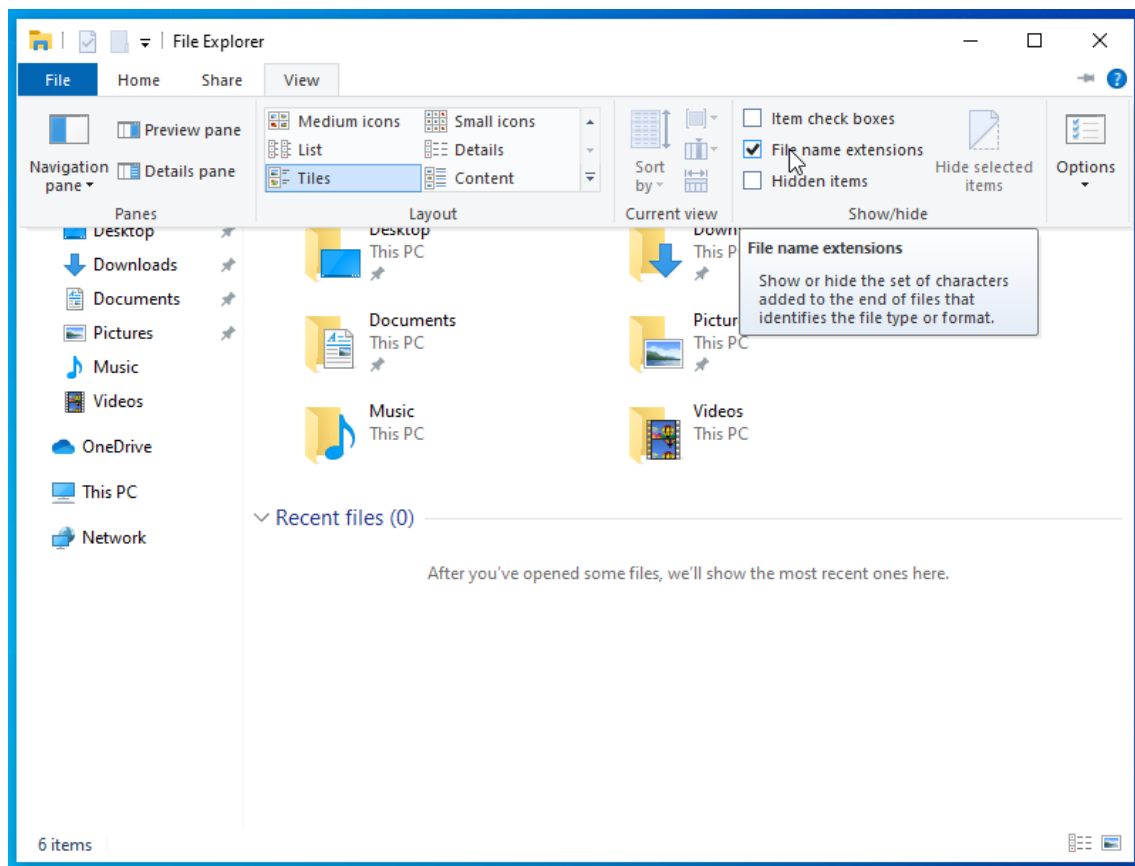 File Explorer
File Home Share View
Navigation pane
Preview pane
Details pane
Panes
Medium icons Small icons
List Details
Tiles Content
Layout
Sort by
Current view
Item check boxes
File name extensions
Hidden items
Hide selected items
Show/hide
Options
Desktop
Downloads
Documents
Pictures
Music
Videos
OneDrive
This PC
Network
Desktop
This PC
This PC
File name extensions
Show or hide the set of characters
added to the end of files that
identifies the file type or format.
Documents
This PC
This PC
Music
This PC
Videos
This PC
Recent files (0)
After you've opened some files, we'll show the most recent ones here.
6 items